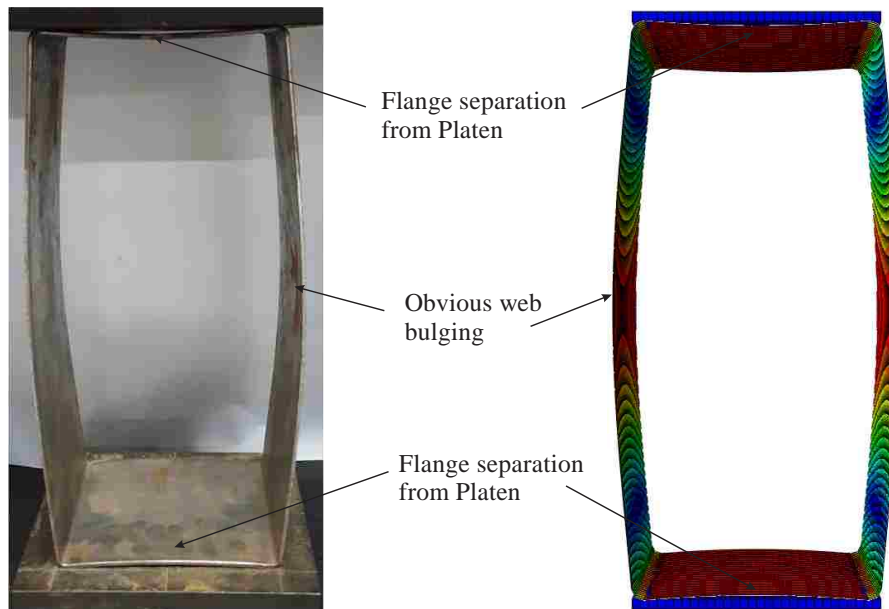 Flange separation
from Platen
Obvious web
bulging
Flange separation
from Platen